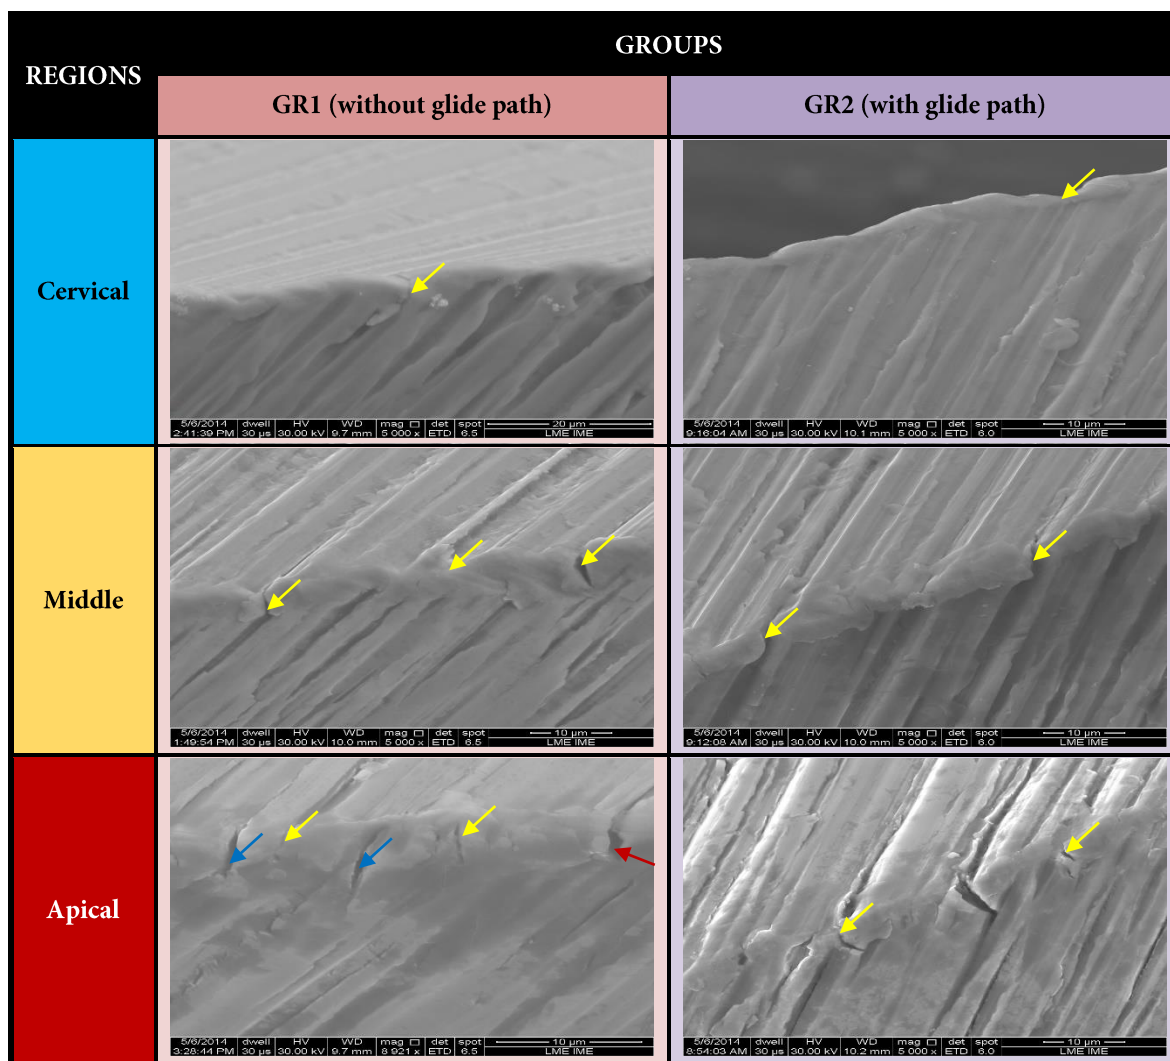 GROUPS
REGIONS
GR1 (without glide path)
GR2 (with glide path)
Cervical
5/6/2014 dwell HV WD mag det spot 20 µm
2:41:39 PM 30 µs 30.00 kV 9.7 mm 5 000 x ETD 6.5 LME IME
5/6/2014 dwell HV WD mag det spot 10 µm
9:16:04 AM 30 µs 30.00 kV 10.1 mm 5 000 x ETD 6.0 LME IME
Middle
5/6/2014 dwell HV WD mag det spot 10 µm
1:49:54 PM 30 µs 30.00 kV 10.0 mm 5 000 x ETD 6.5 LME IME
5/6/2014 dwell HV WD mag det spot 10 µm
9:12:08 AM 30 µs 30.00 kV 10.0 mm 5 000 x ETD 6.0 LME IME
Apical
5/6/2014 dwell HV WD mag det spot 10 µm
3:28:44 PM 30 µs 30.00 kV 9.7 mm 8 921 x ETD 6.5 LME IME
5/6/2014 dwell HV WD mag det spot 10 µm
8:54:03 AM 30 µs 30.00 kV 10.2 mm 5 000 x ETD 6.0 LME IME